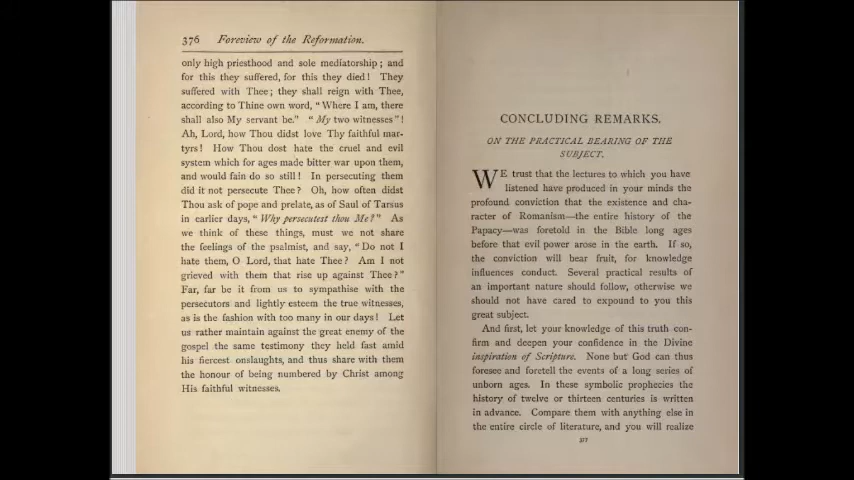 376 Foreview of the Reformation.
only high priesthood and sole mediatorship; and
for this they suffered, for this they died! They
suffered with Thee; they shall reign with Thee,
according to Thine own word, "Where I am, there
shall also My servant be." "My two witnesses"!
Ah, Lord, how Thou didst love Thy faithful mar-
tyrs! How Thou dost hate the cruel and evil
system which for ages made bitter war upon them,
and would fain do so still! In persecuting them
did it not persecute Thee? Oh, how often didst
Thou ask of pope and prelate, as of Saul of Tarsus
in earlier days, "Why persecutest thou Me?" As
we think of these things, must we not share
the feelings of the psalmist, and say, "Do not I
hate them, O Lord, that hate Thee? Am I not
grieved with them that rise up against Thee?"
Far, far be it from us to sympathise with the
persecutors and lightly esteem the true witnesses,
as is the fashion with too many in our days! Let
us rather maintain against the great enemy of the
gospel the same testimony they held fast amid
his fiercest onslaughts, and thus share with them
the honour of being numbered by Christ among
His faithful witnesses.
CONCLUDING REMARKS.
ON THE PRACTICAL BEARING OF THE
SUBJECT.
WE trust that the lectures to which you have
listened have produced in your minds the
profound conviction that the existence and cha-
racter of Romanism—the entire history of the
Papacy—was foretold in the Bible long ages
before that evil power arose in the earth. If so,
the conviction will bear fruit, for knowledge
influences conduct. Several practical results of
an important nature should follow, otherwise we
should not have cared to expound to you this
great subject.
And first, let your knowledge of this truth con-
firm and deepen your confidence in the Divine
inspiration of Scripture. None but God can thus
foresee and foretell the events of a long series of
unborn ages. In these symbolic prophecies the
history of twelve or thirteen centuries is written
in advance. Compare them with anything else in
the entire circle of literature, and you will realize
377